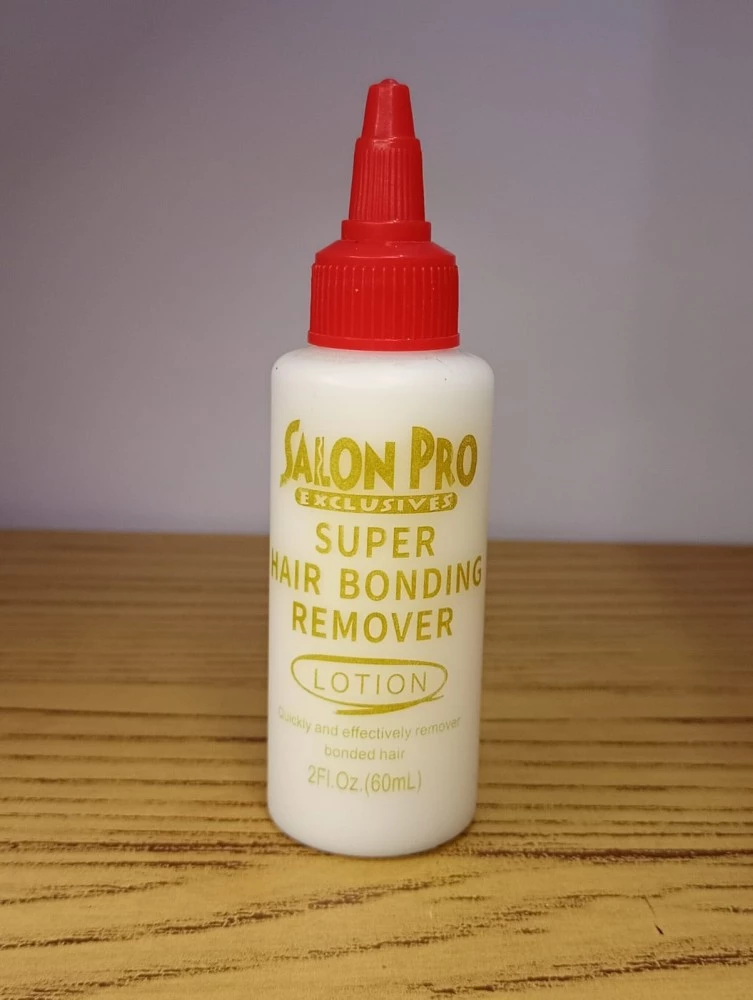 SALON PRO
EXCLUSIVES
SUPER
HAIR BONDING
REMOVER
LOTION
Quickly and effectively remover
bonded hair
2Fl.Oz.(60mL)